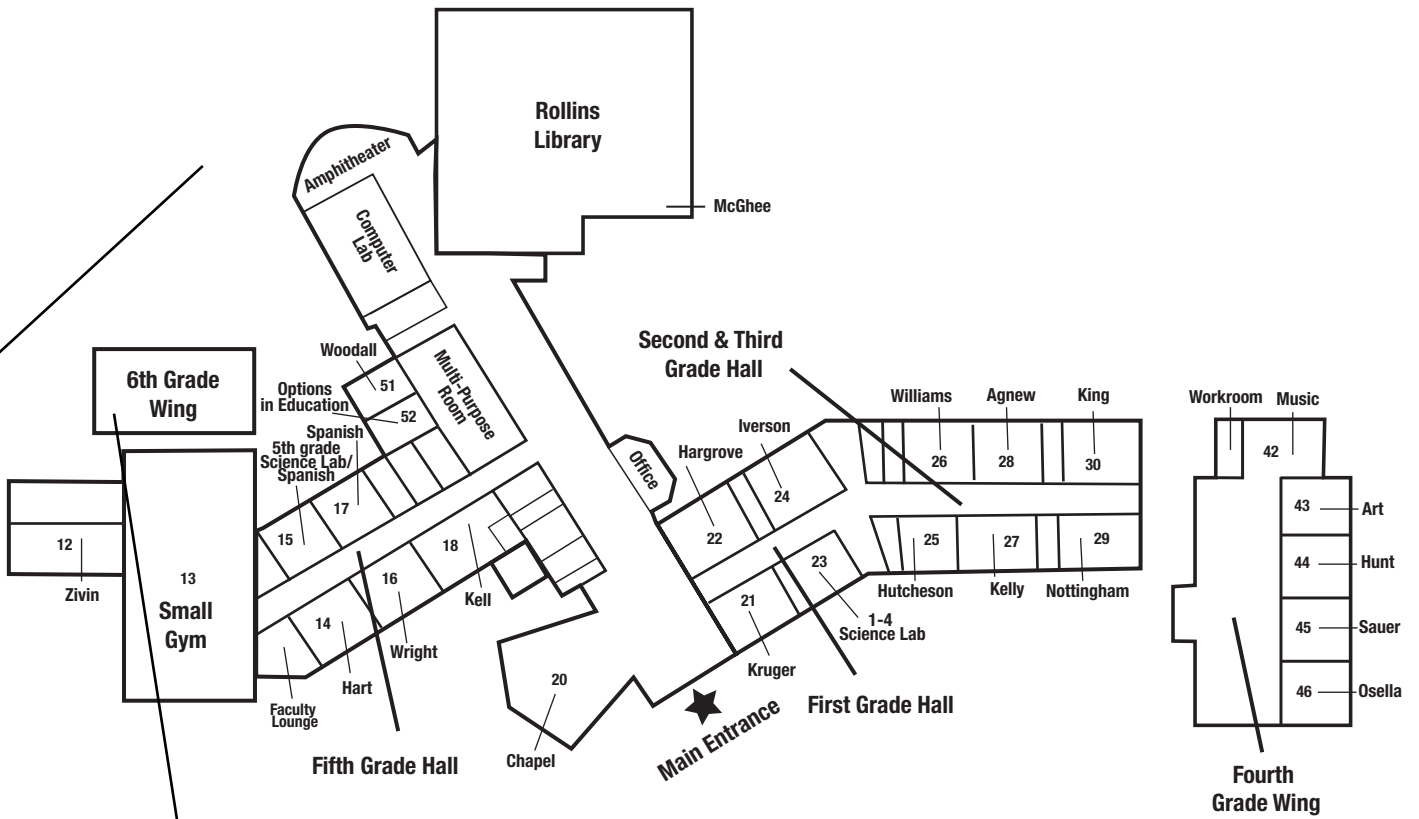 Rollins
Library
McGhee
Amphitheater
Computer
Lab
Multi-Purpose
Room
Woodall
51
Options
in Education
52
Spanish
17
5th grade
Science Lab/
Spanish
15
6th Grade
Wing
12
Zivin
13
Small
Gym
18
Kell
16
Wright
14
Hart
Faculty
Lounge
Fifth Grade Hall
20
Chapel
Office
Main Entrance
Second & Third
Grade Hall
Hargrove
22
Iverson
24
21
Kruger
23
1-4
Science Lab
First Grade Hall
Williams
26
Agnew
28
King
30
25
Hutcheson
27
Kelly
29
Nottingham
Workroom
Music
42
43
Art
44
Hunt
45
Sauer
46
Osella
Fourth
Grade Wing